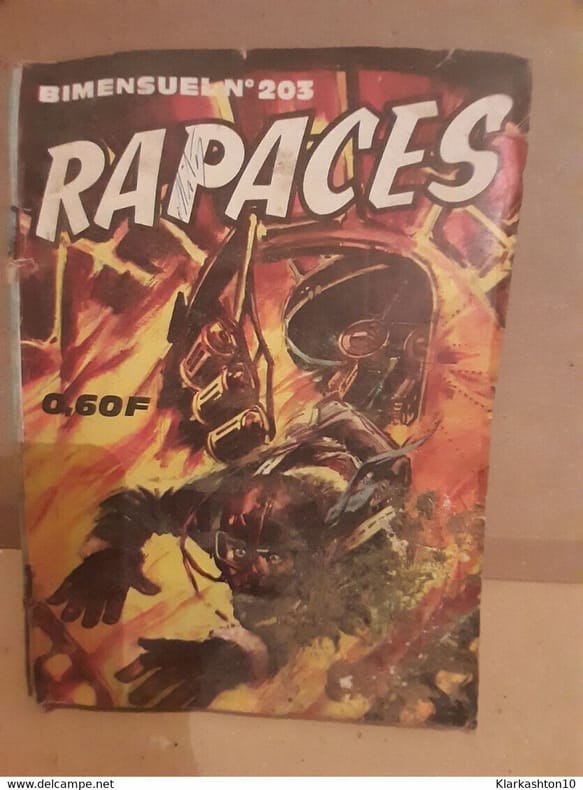 BIMENSUEL N° 203
RAPACES
0,60F
www.delcampe.net
Klarkashton10